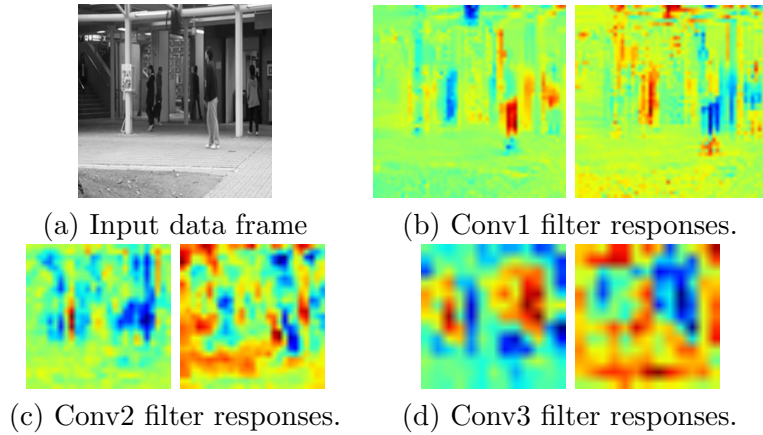 (a) Input data frame
(b) Conv1 filter responses.
(c) Conv2 filter responses.
(d) Conv3 filter responses.